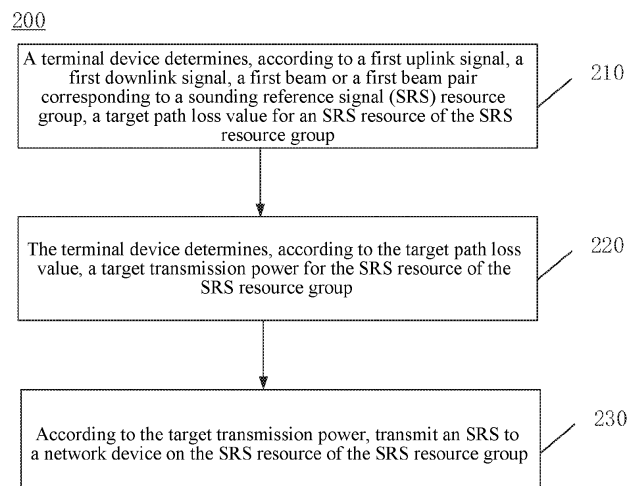 200
A terminal device determines, according to a first uplink signal, a
first downlink signal, a first beam or a first beam pair
corresponding to a sounding reference signal (SRS) resource
group, a target path loss value for an SRS resource of the SRS
resource group
210
The terminal device determines, according to the target path loss
value, a target transmission power for the SRS resource of the
SRS resource group
220
According to the target transmission power, transmit an SRS to
a network device on the SRS resource of the SRS resource group
230